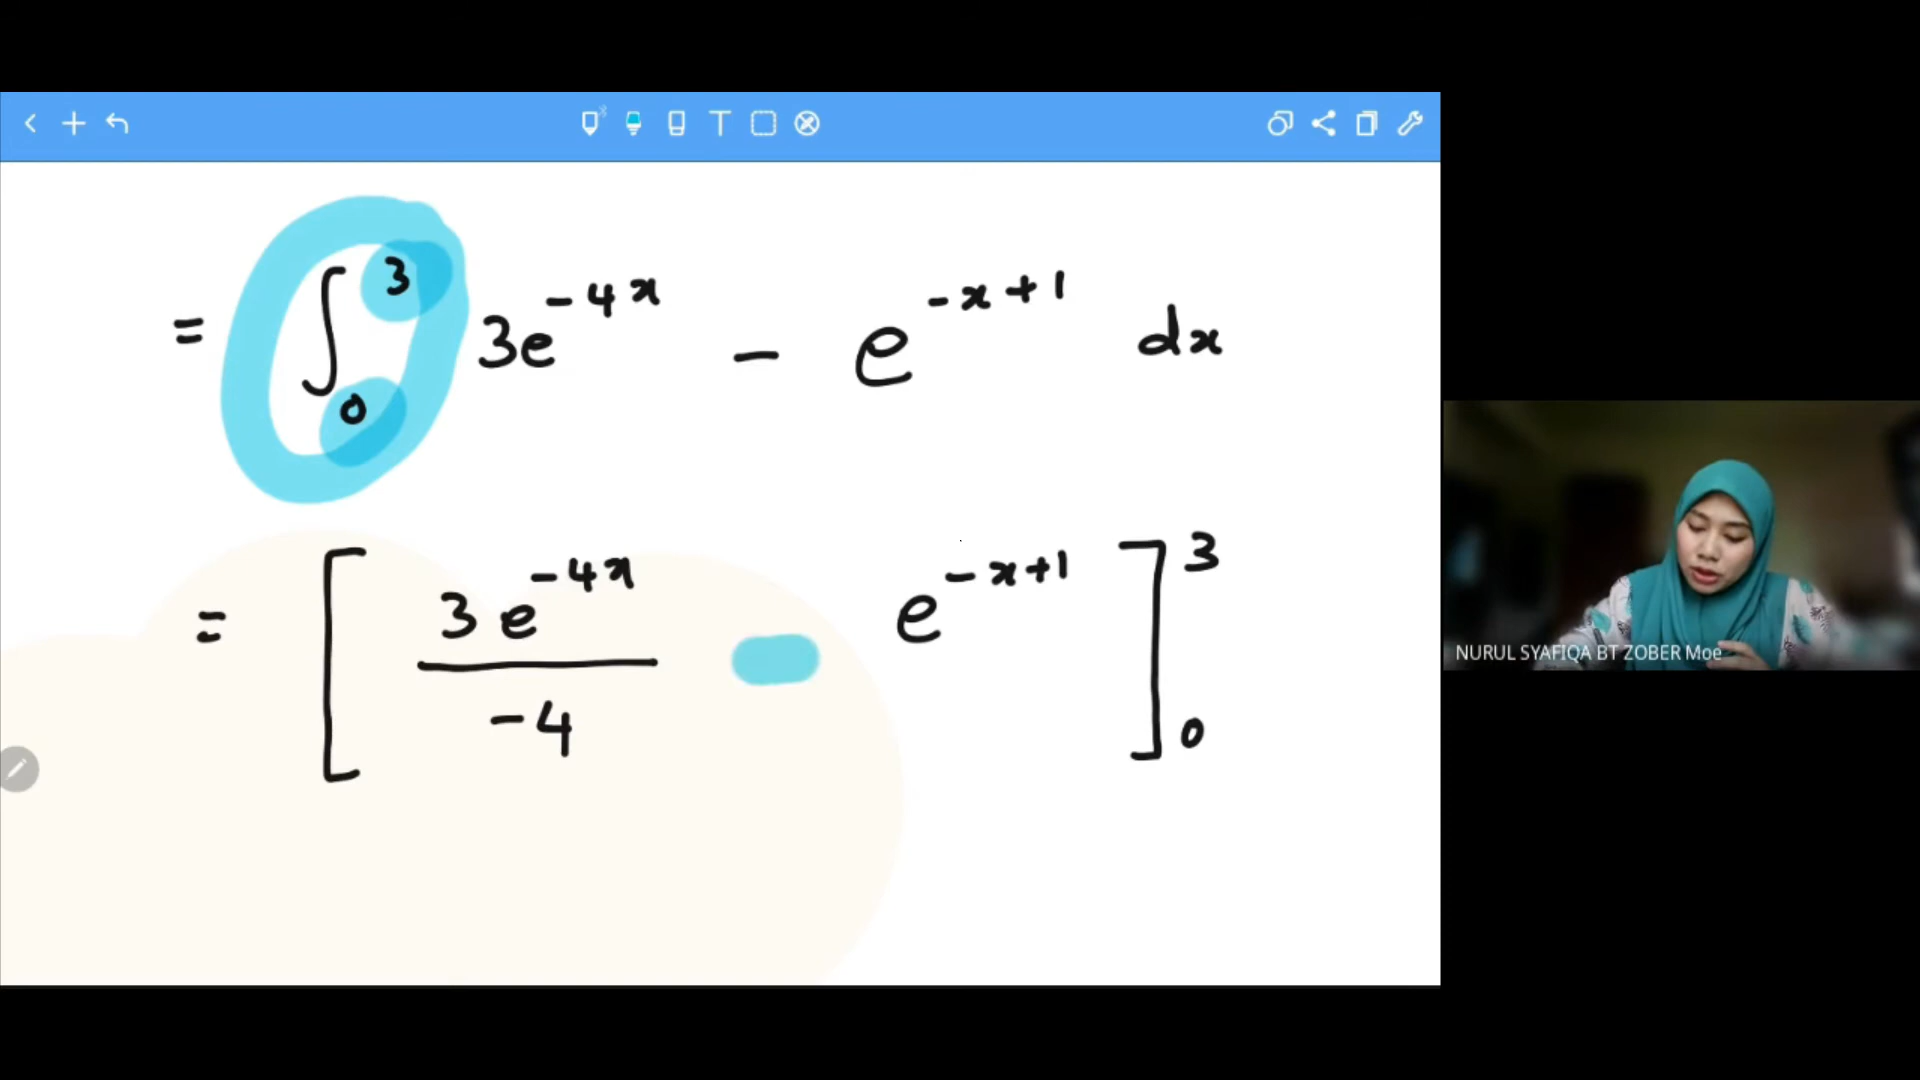 = ∫₀³ 3e^{-4x} - e^{-x+1} dx
= [ 3e^{-4x} / -4   e^{-x+1} ]₀³
NURUL SYAFIQA BT ZOBER Moe